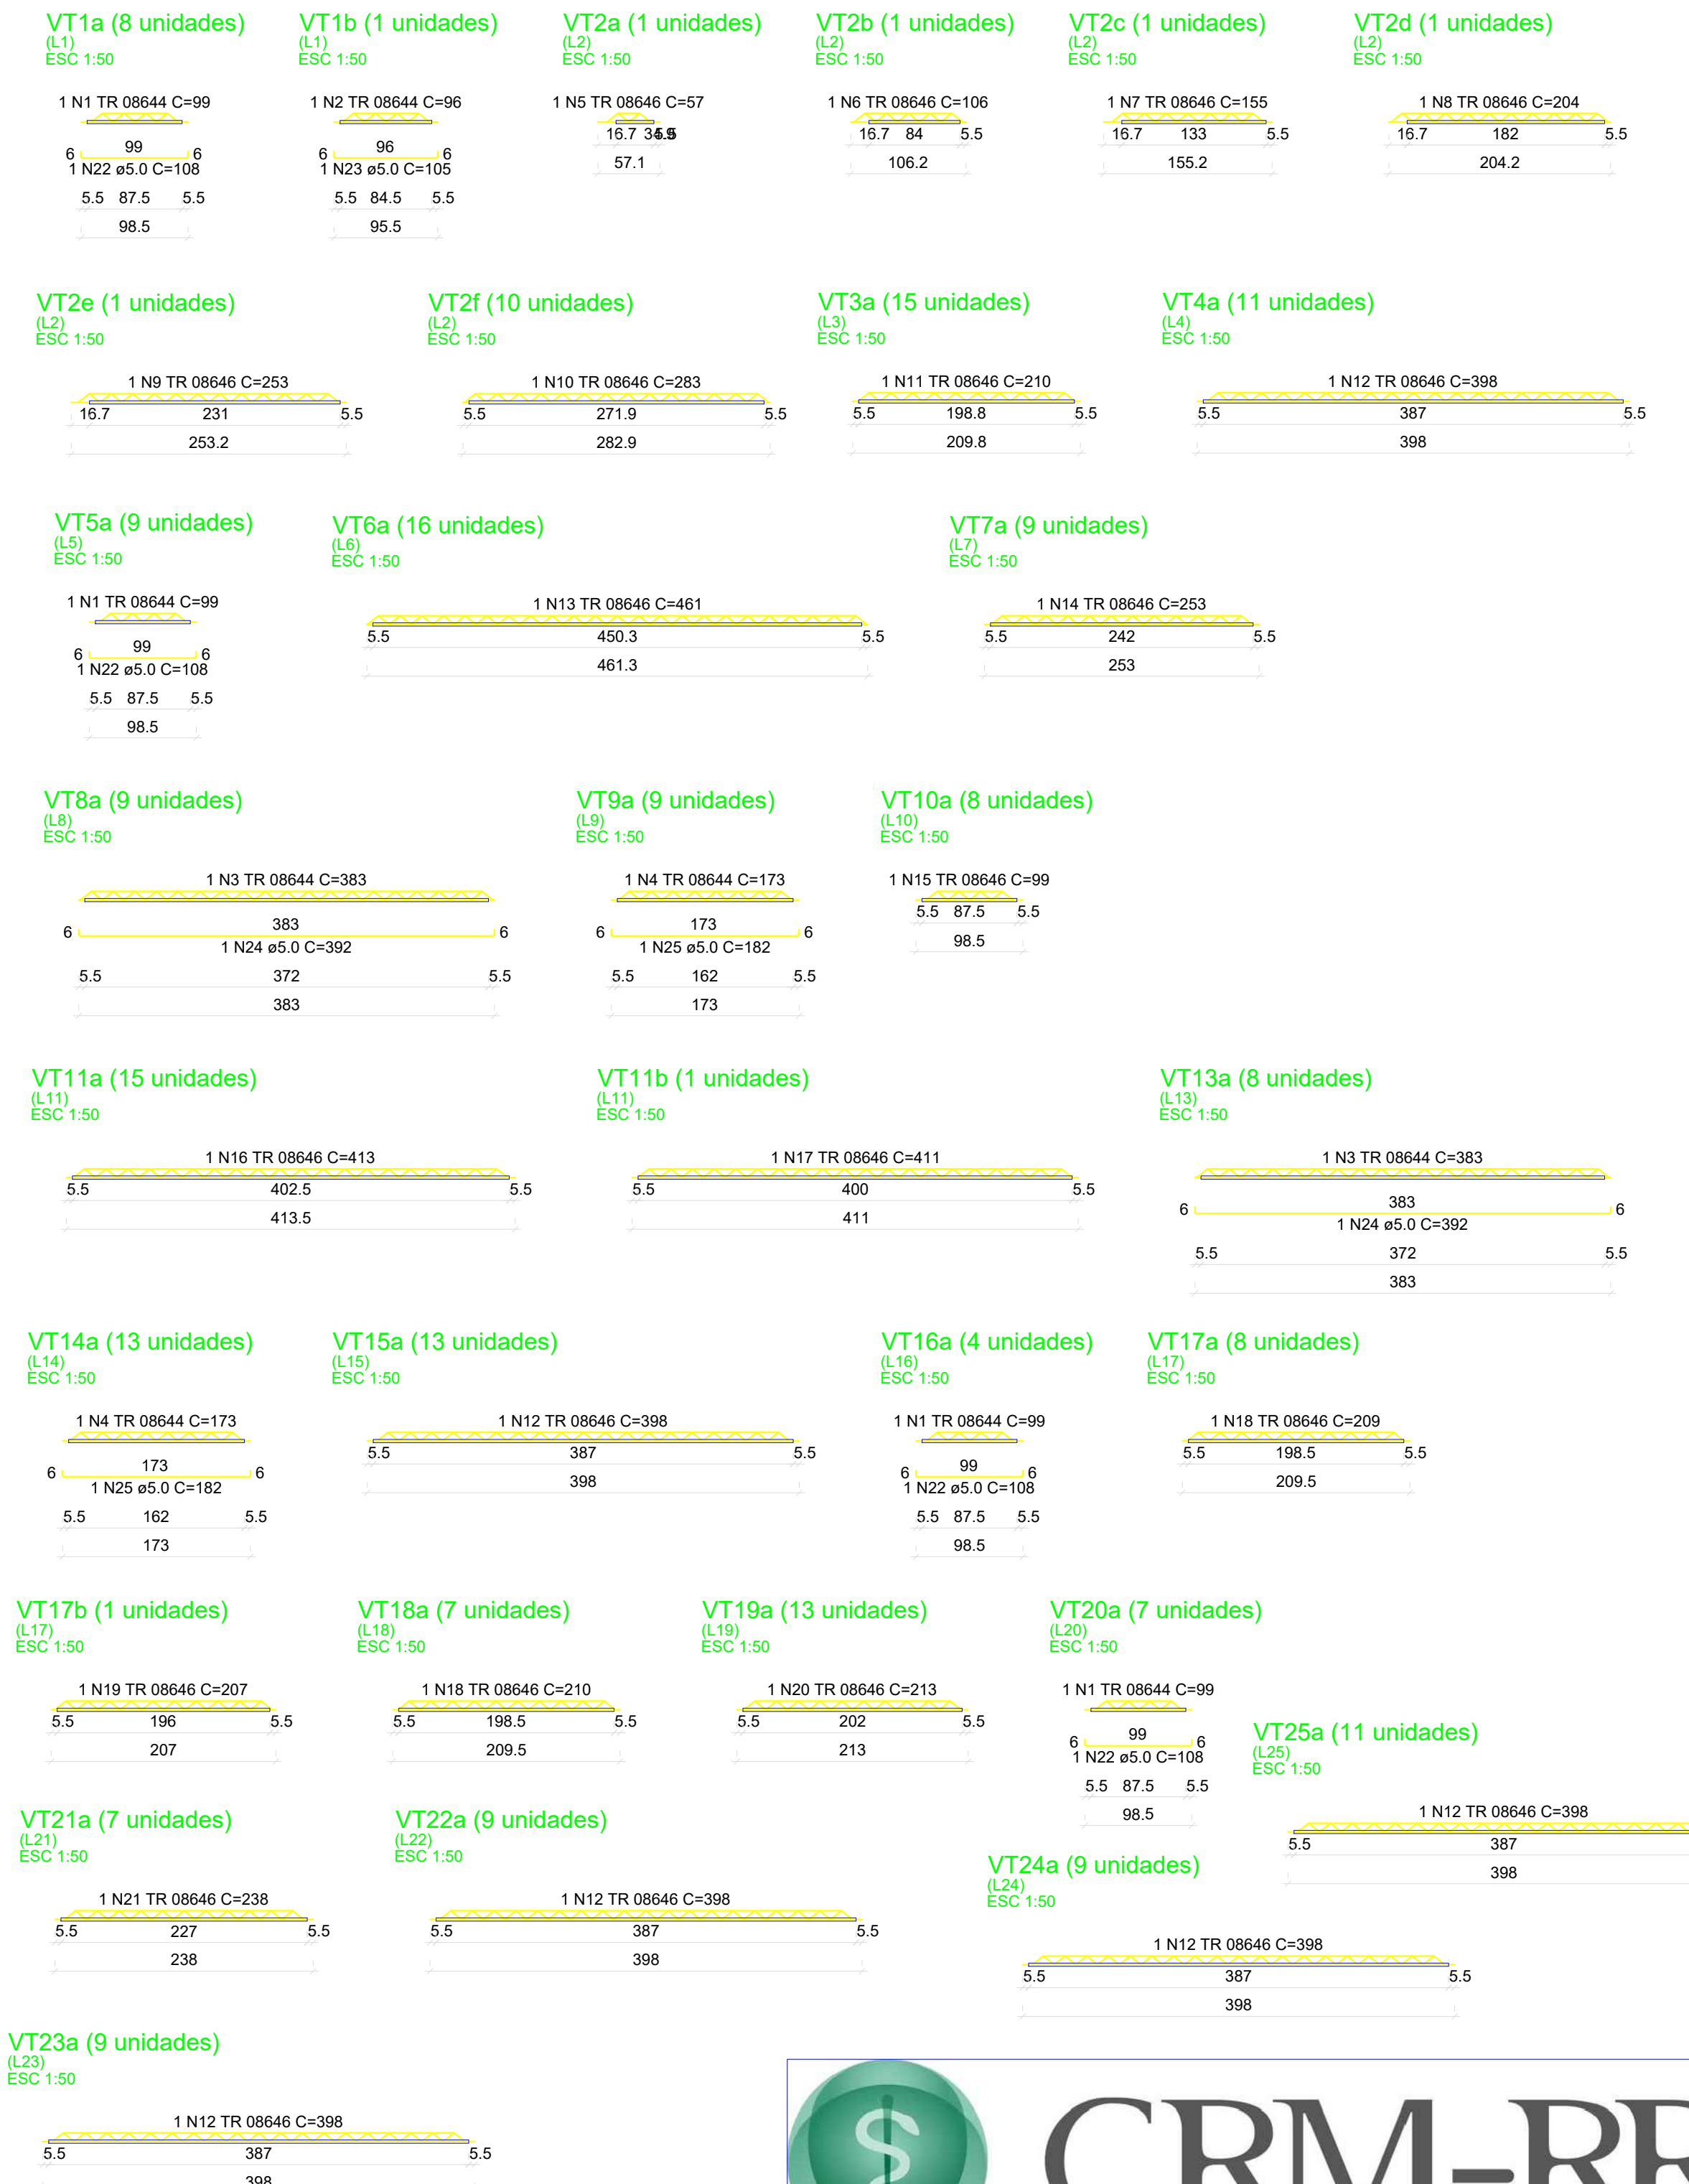 VT1a (8 unidades)
(L1)
ESC 1:50
1 N1 TR 08644 C=99
99
6 6
1 N22 ø5.0 C=108
5.5 87.5 5.5
98.5
VT1b (1 unidades)
(L1)
ESC 1:50
1 N2 TR 08644 C=96
96
6 6
1 N23 ø5.0 C=105
5.5 84.5 5.5
95.5
VT2a (1 unidades)
(L2)
ESC 1:50
1 N5 TR 08646 C=57
16.7
57.1
VT2b (1 unidades)
(L2)
ESC 1:50
1 N6 TR 08646 C=106
16.7 84 5.5
106.2
VT2c (1 unidades)
(L2)
ESC 1:50
1 N7 TR 08646 C=155
16.7 133 5.5
155.2
VT2d (1 unidades)
(L2)
ESC 1:50
1 N8 TR 08646 C=204
16.7 182 5.5
204.2
VT2e (1 unidades)
(L2)
ESC 1:50
1 N9 TR 08646 C=253
16.7 231 5.5
253.2
VT2f (10 unidades)
(L2)
ESC 1:50
1 N10 TR 08646 C=283
5.5 271.9 5.5
282.9
VT3a (15 unidades)
(L3)
ESC 1:50
1 N11 TR 08646 C=210
5.5 198.8 5.5
209.8
VT4a (11 unidades)
(L4)
ESC 1:50
1 N12 TR 08646 C=398
5.5 387 5.5
398
VT5a (9 unidades)
(L5)
ESC 1:50
1 N1 TR 08644 C=99
99
6 6
1 N22 ø5.0 C=108
5.5 87.5 5.5
98.5
VT6a (16 unidades)
(L6)
ESC 1:50
1 N13 TR 08646 C=461
5.5 450.3 5.5
461.3
VT7a (9 unidades)
(L7)
ESC 1:50
1 N14 TR 08646 C=253
5.5 242 5.5
253
VT8a (9 unidades)
(L8)
ESC 1:50
1 N3 TR 08644 C=383
383
6 6
1 N24 ø5.0 C=392
5.5 372 5.5
383
VT9a (9 unidades)
(L9)
ESC 1:50
1 N4 TR 08644 C=173
173
6 6
1 N25 ø5.0 C=182
5.5 162 5.5
173
VT10a (8 unidades)
(L10)
ESC 1:50
1 N15 TR 08646 C=99
5.5 87.5 5.5
98.5
VT11a (15 unidades)
(L11)
ESC 1:50
1 N16 TR 08646 C=413
5.5 402.5 5.5
413.5
VT11b (1 unidades)
(L11)
ESC 1:50
1 N17 TR 08646 C=411
5.5 400 5.5
411
VT13a (8 unidades)
(L13)
ESC 1:50
1 N3 TR 08644 C=383
383
6 6
1 N24 ø5.0 C=392
5.5 372 5.5
383
VT14a (13 unidades)
(L14)
ESC 1:50
1 N4 TR 08644 C=173
173
6 6
1 N25 ø5.0 C=182
5.5 162 5.5
173
VT15a (13 unidades)
(L15)
ESC 1:50
1 N12 TR 08646 C=398
5.5 387 5.5
398
VT16a (4 unidades)
(L16)
ESC 1:50
1 N1 TR 08644 C=99
99
6 6
1 N22 ø5.0 C=108
5.5 87.5 5.5
98.5
VT17a (8 unidades)
(L17)
ESC 1:50
1 N18 TR 08646 C=209
5.5 198.5 5.5
209.5
VT17b (1 unidades)
(L17)
ESC 1:50
1 N19 TR 08646 C=207
5.5 196 5.5
207
VT18a (7 unidades)
(L18)
ESC 1:50
1 N18 TR 08646 C=210
5.5 198.5 5.5
209.5
VT19a (13 unidades)
(L19)
ESC 1:50
1 N20 TR 08646 C=213
5.5 202 5.5
213
VT20a (7 unidades)
(L20)
ESC 1:50
1 N1 TR 08644 C=99
99
6 6
1 N22 ø5.0 C=108
5.5 87.5 5.5
98.5
VT25a (11 unidades)
(L25)
ESC 1:50
1 N12 TR 08646 C=398
5.5 387
398
VT21a (7 unidades)
(L21)
ESC 1:50
1 N21 TR 08646 C=238
5.5 227 5.5
238
VT22a (9 unidades)
(L22)
ESC 1:50
1 N12 TR 08646 C=398
5.5 387 5.5
398
VT24a (9 unidades)
(L24)
ESC 1:50
1 N12 TR 08646 C=398
5.5 387 5.5
398
VT23a (9 unidades)
(L23)
ESC 1:50
1 N12 TR 08646 C=398
5.5 387 5.5
398